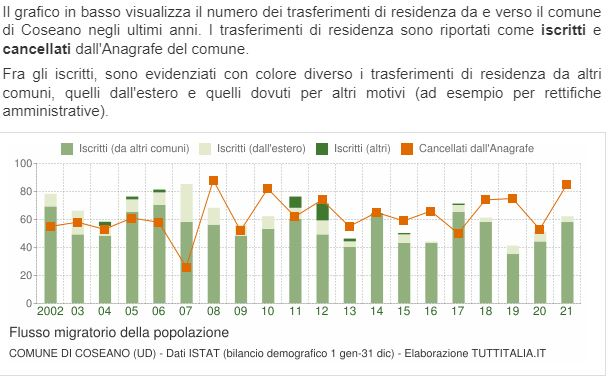 Il grafico in basso visualizza il numero dei trasferimenti di residenza da e verso il comune
di Coseano negli ultimi anni. I trasferimenti di residenza sono riportati come iscritti e
cancellati dall'Anagrafe del comune.
Fra gli iscritti, sono evidenziati con colore diverso i trasferimenti di residenza da altri
comuni, quelli dall'estero e quelli dovuti per altri motivi (ad esempio per rettifiche
amministrative).
Iscritti (da altri comuni) Iscritti (dall'estero) Iscritti (altri) Cancellati dall'Anagrafe
100
80
60
40
20
0
2002 03 04 05 06 07 08 09 10 11 12 13 14 15 16 17 18 19 20 21
Flusso migratorio della popolazione
COMUNE DI COSEANO (UD) - Dati ISTAT (bilancio demografico 1 gen-31 dic) - Elaborazione TUTTITALIA.IT